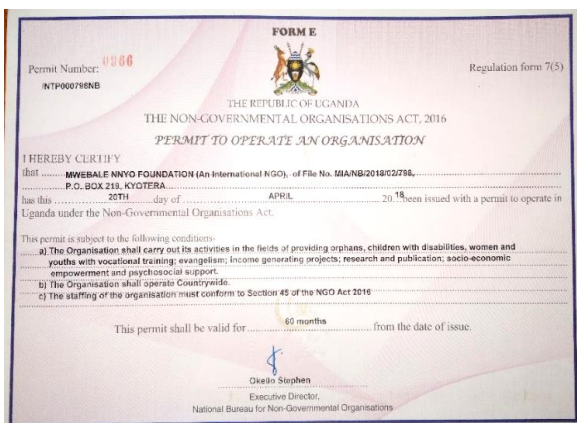 FORM E
Permit Number: 0366
INTP000798NB
Regulation form 7(5)
THE REPUBLIC OF UGANDA
THE NON-GOVERNMENTAL ORGANISATIONS ACT, 2016
PERMIT TO OPERATE AN ORGANISATION
I HEREBY CERTIFY
that MWEBALE NNYO FOUNDATION (An International NGO), of File No. MIA/NB/2018/02/798,
P.O. BOX 219, KYOTERA
has this 20TH day of APRIL 20 18 been issued with a permit to operate in
Uganda under the Non-Governmental Organisations Act.
This permit is subject to the following conditions-
a) The Organisation shall carry out its activities in the fields of providing orphans, children with disabilities, women and
youths with vocational training; evangelism; income generating projects; research and publication; socio-economic
empowerment and psychosocial support.
b) The Organisation shall operate Countrywide.
c) The staffing of the organisation must conform to Section 45 of the NGO Act 2016
This permit shall be valid for 60 months from the date of issue.
Okello Stephen
Executive Director,
National Bureau for Non-Governmental Organisations